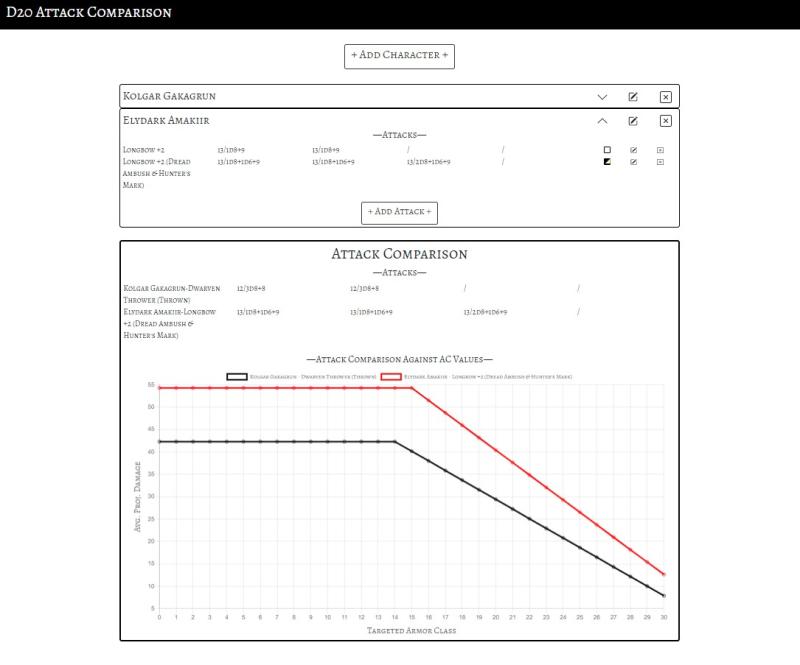 D20 Attack Comparison
+ Add Character +
Kolgar Gakagrun
Elydark Amakiir
—Attacks—
Longbow +2 13/1d8+9 13/1d8+9 / /
Longbow +2 (Dread 13/1d8+1d6+9 13/1d8+1d6+9 13/2d8+1d6+9 /
Ambush & Hunter's
Mark)
+ Add Attack +
Attack Comparison
—Attacks—
Kolgar Gakagrun-Dwarven 12/3d8+8 12/3d8+8 / /
Thrower (Thrown)
Elydark Amakiir-Longbow 13/1d8+1d6+9 13/1d8+1d6+9 13/2d8+1d6+9 /
+2 (Dread Ambush &
Hunter's Mark)
—Attack Comparison Against AC Values—
Kolgar Gakagrun - Dwarven Thrower (Thrown) Elydark Amakiir - Longbow +2 (Dread Ambush & Hunter's Mark)
55
50
45
40
35
30
25
20
15
10
5
Avg. Proj. Damage
0 1 2 3 4 5 6 7 8 9 10 11 12 13 14 15 16 17 18 19 20 21 22 23 24 25 26 27 28 29 30
Targeted Armor Class